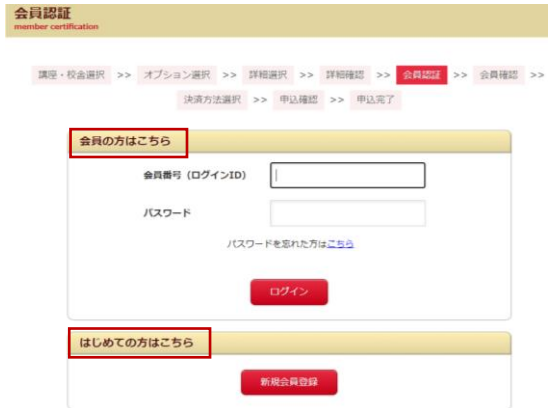 会員認証
member certification
講座・校舎選択 >> オプション選択 >> 詳細選択 >> 詳細確認 >> 会員認証 >> 会員確認 >>
決済方法選択 >> 申込確認 >> 申込完了
会員の方はこちら
会員番号（ログインID）
パスワード
パスワードを忘れた方はこちら
ログイン
はじめての方はこちら
新規会員登録